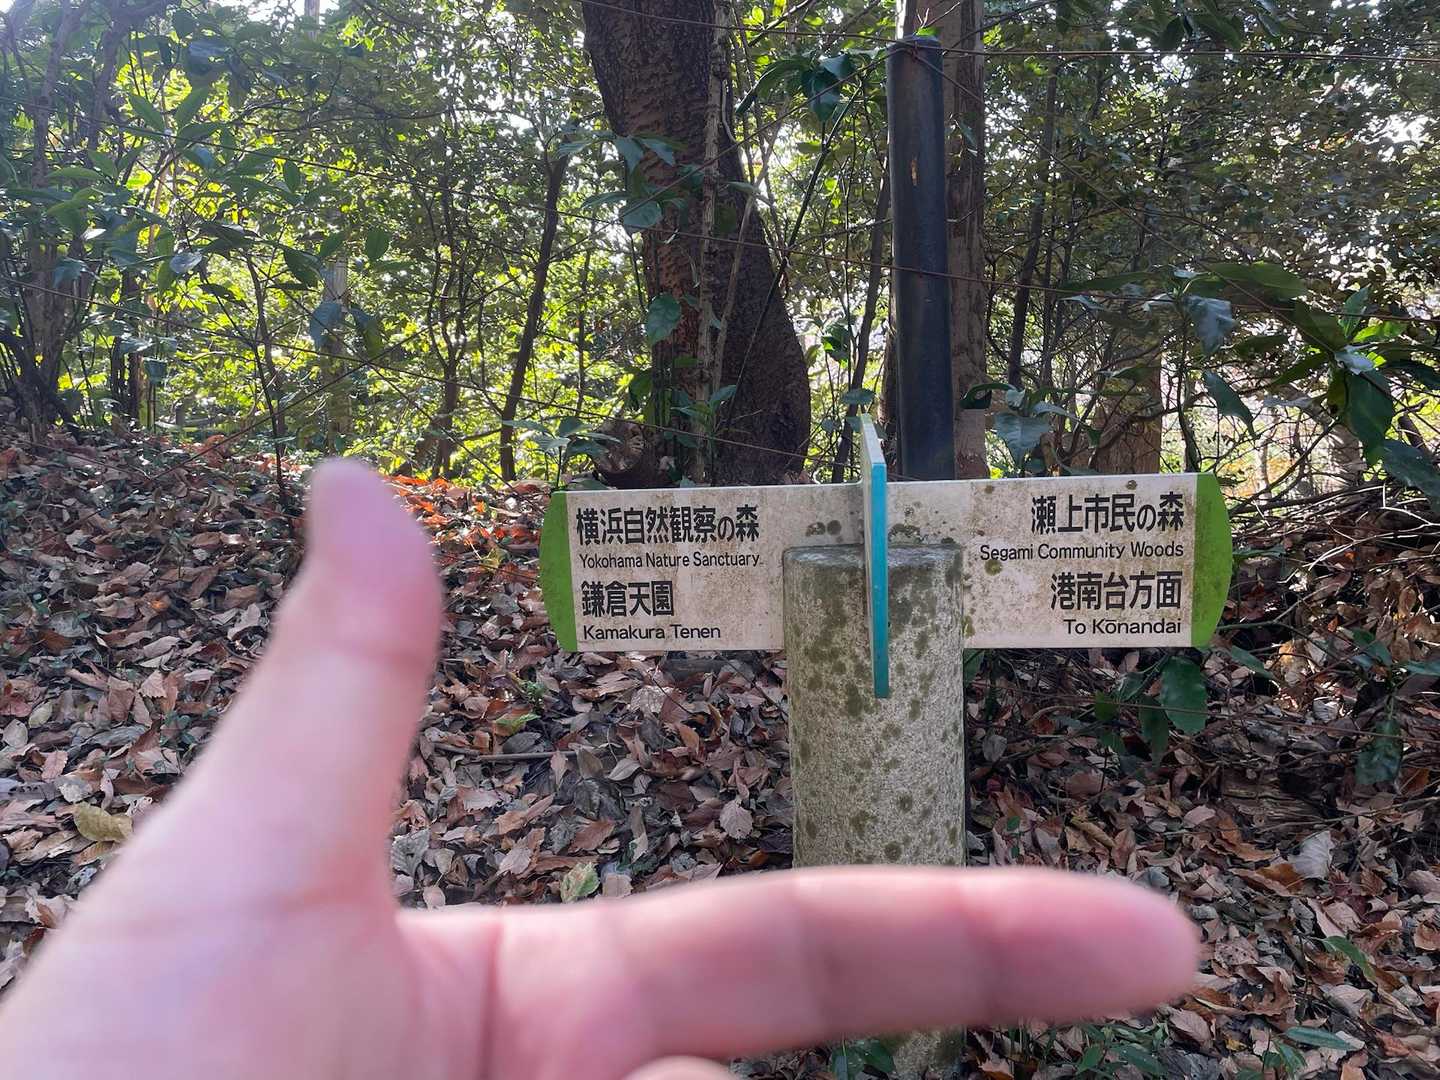 横浜自然観察の森
Yokohama Nature Sanctuary
鎌倉天園
Kamakura Tenen
瀬上市民の森
Segami Community Woods
港南台方面
To Kōnandai